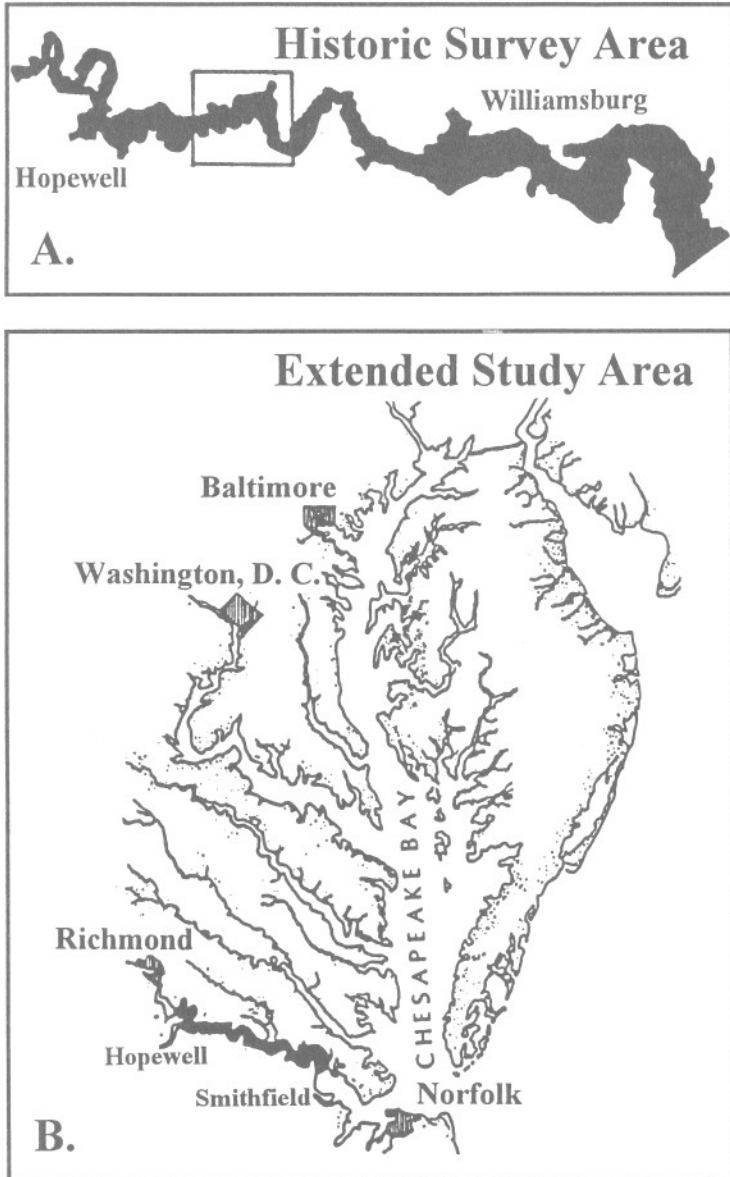 Historic Survey Area
Williamsburg
Hopewell
A.
Extended Study Area
Baltimore
Washington, D. C.
CHESAPEAKE BAY
Richmond
Hopewell
Smithfield
Norfolk
B.